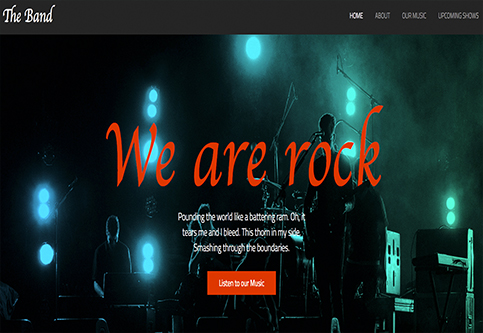 The Band
HOME ABOUT OUR MUSIC UPCOMING SHOWS
We are rock
Pounding the world like a battering ram. Oh, it
tears me and I bleed. This thorn in my side.
Smashing through the boundaries.
Listen to our Music